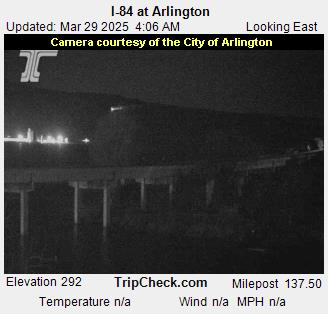 I-84 at Arlington
Updated: Mar 29 2025 4:06 AM Looking East
Camera courtesy of the City of Arlington
Elevation 292 TripCheck.com Milepost 137.50
Temperature n/a Wind n/a MPH n/a